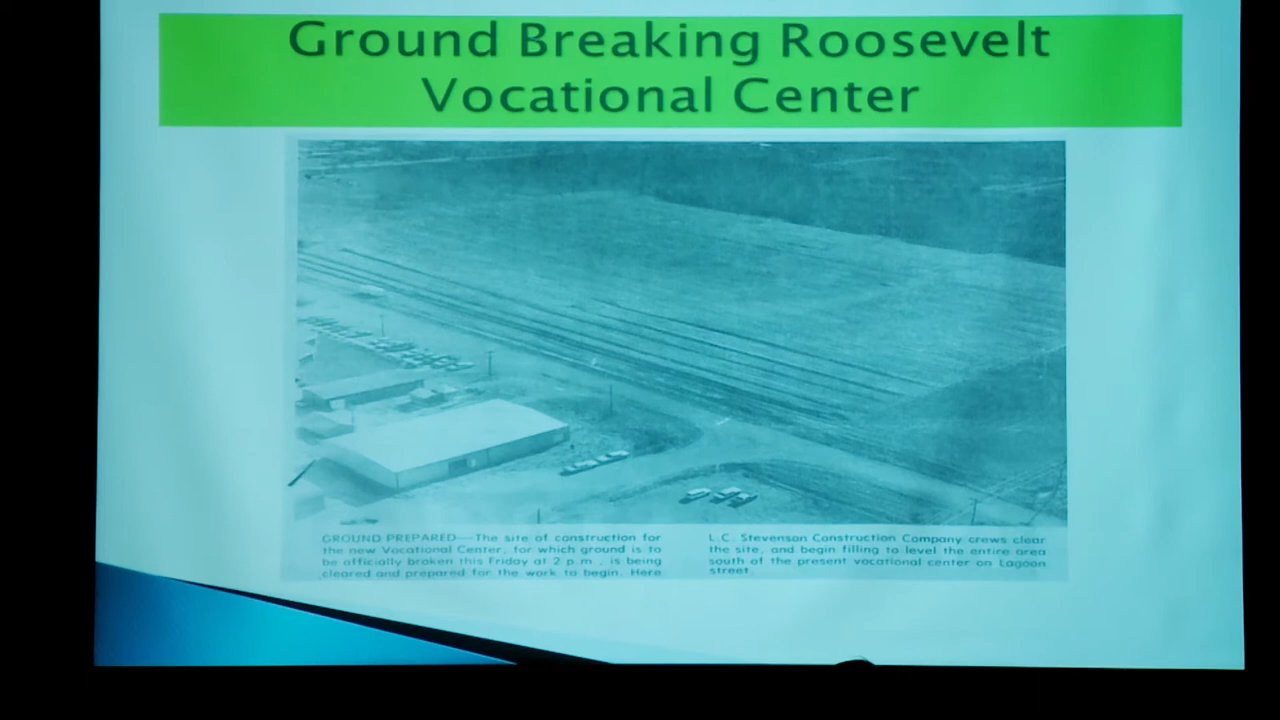 Ground Breaking Roosevelt
Vocational Center
GROUND PREPARED—The site of construction for
the new Vocational Center, for which ground is to
be officially broken this Friday at 2 p.m., is being
cleared and prepared for the work to begin. Here
L.C. Stevenson Construction Company crews clear
the site, and begin filling to level the entire area
south of the present vocational center on Lagoon
street.